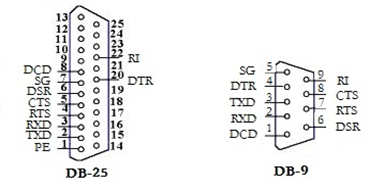 13
12
11
10
9
DCD 8
SG 7
DSR 6
CTS 5
RTS 4
RXD 3
TXD 2
PE 1
25
24
23
22 RI
21
20 DTR
19
18
17
16
15
14
DB-25
SG 5
DTR 4
TXD 3
RXD 2
DCD 1
9 RI
8 CTS
7 RTS
6 DSR
DB-9